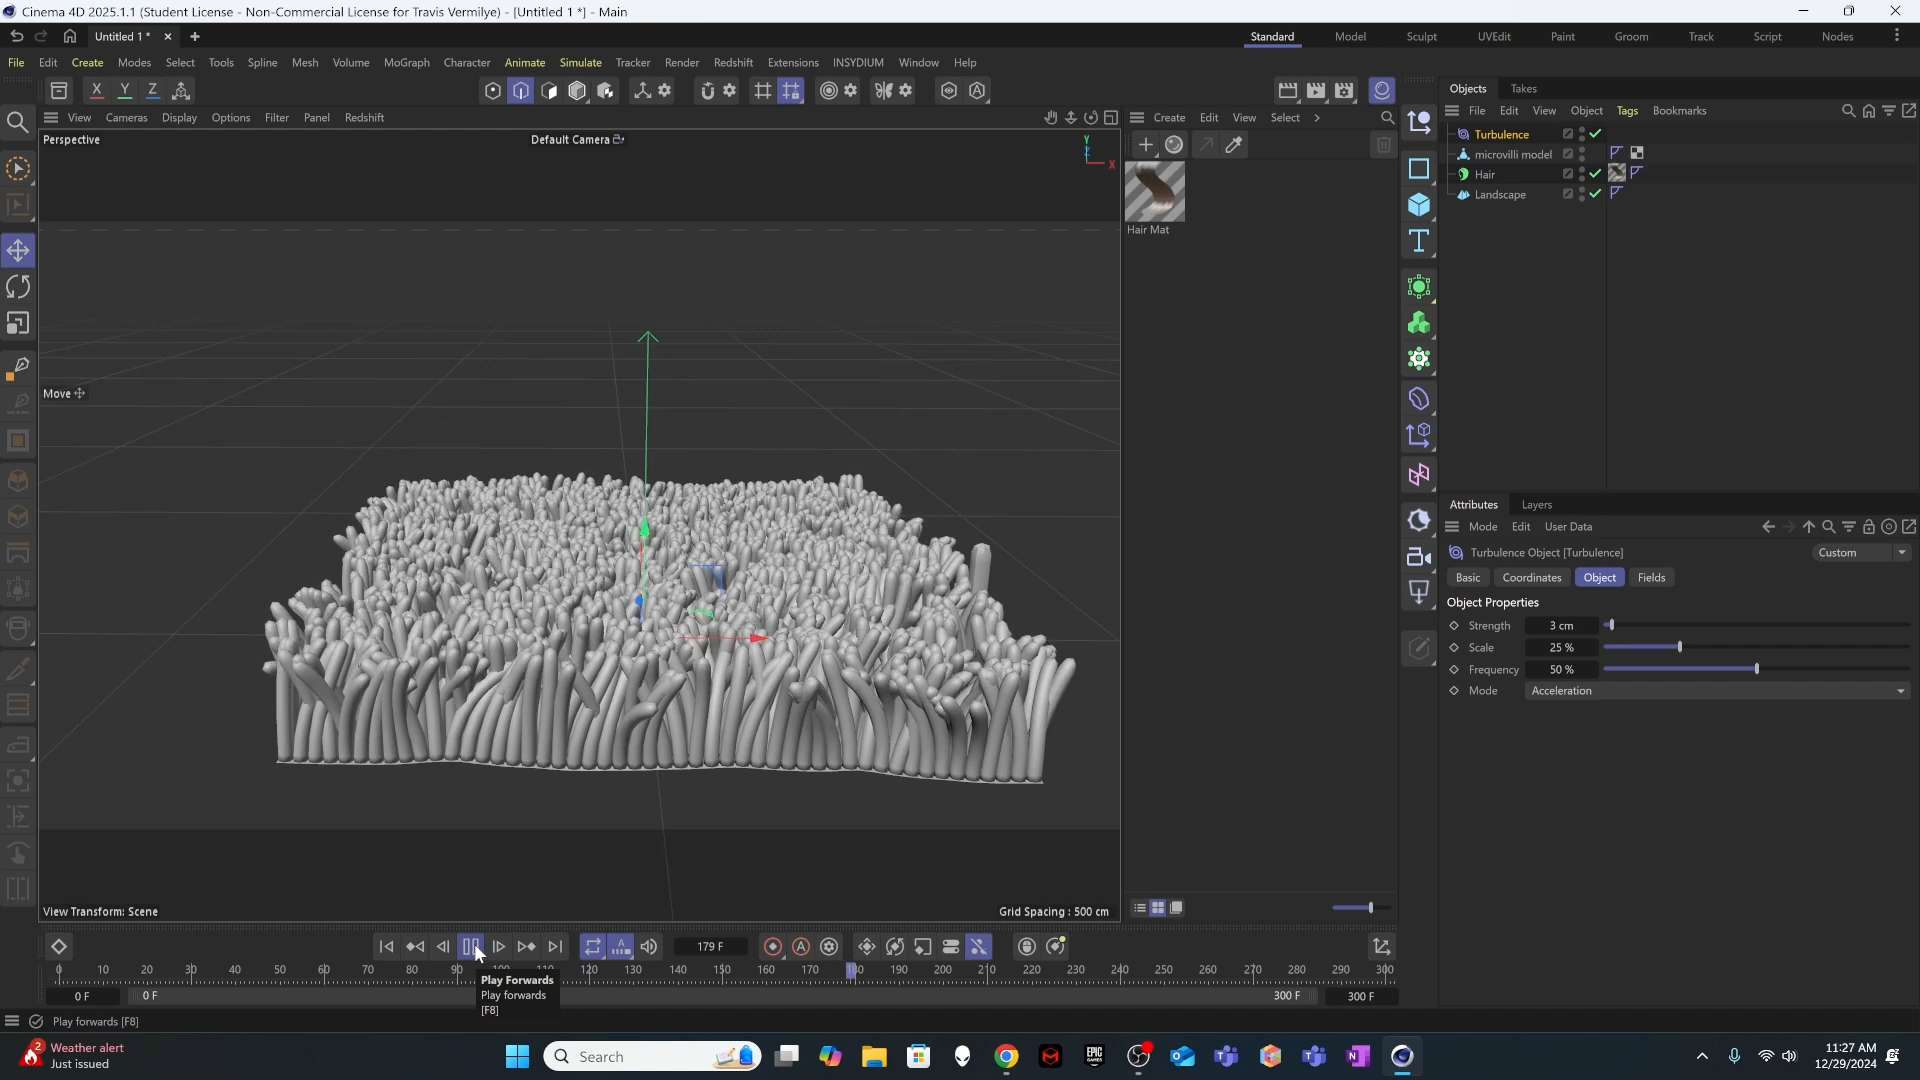 Cinema 4D 2025.1.1 (Student License - Non-Commercial License for Travis Vermilye) - [Untitled 1 *] - Main
Untitled 1 *
Standard Model Sculpt UVEdit Paint Groom Track Script Nodes
File Edit Create Modes Select Tools Spline Mesh Volume MoGraph Character Animate Simulate Tracker Render Redshift Extensions INSYDIUM Window Help
X Y Z
Objects Takes
View Cameras Display Options Filter Panel Redshift
Create Edit View Select
File Edit View Object Tags Bookmarks
Perspective
Default Camera
Y
Z
X
Turbulence
microvilli model
Hair
Landscape
Hair Mat
Move
Attributes Layers
Mode Edit User Data
Turbulence Object [Turbulence]
Custom
Basic Coordinates Object Fields
Object Properties
Strength 3 cm
Scale 25 %
Frequency 50 %
Mode Acceleration
View Transform: Scene
Grid Spacing : 500 cm
179 F
0 10 20 30 40 50 60 70 80 90 100 110 120 130 140 150 160 170 180 190 200 210 220 230 240 250 260 270 280 290 300
0 F 0 F 300 F 300 F
Play Forwards
Play forwards
[F8]
Play forwards [F8]
2
Weather alert
Just issued
Search
EPIC
GAMES
11:27 AM
12/29/2024